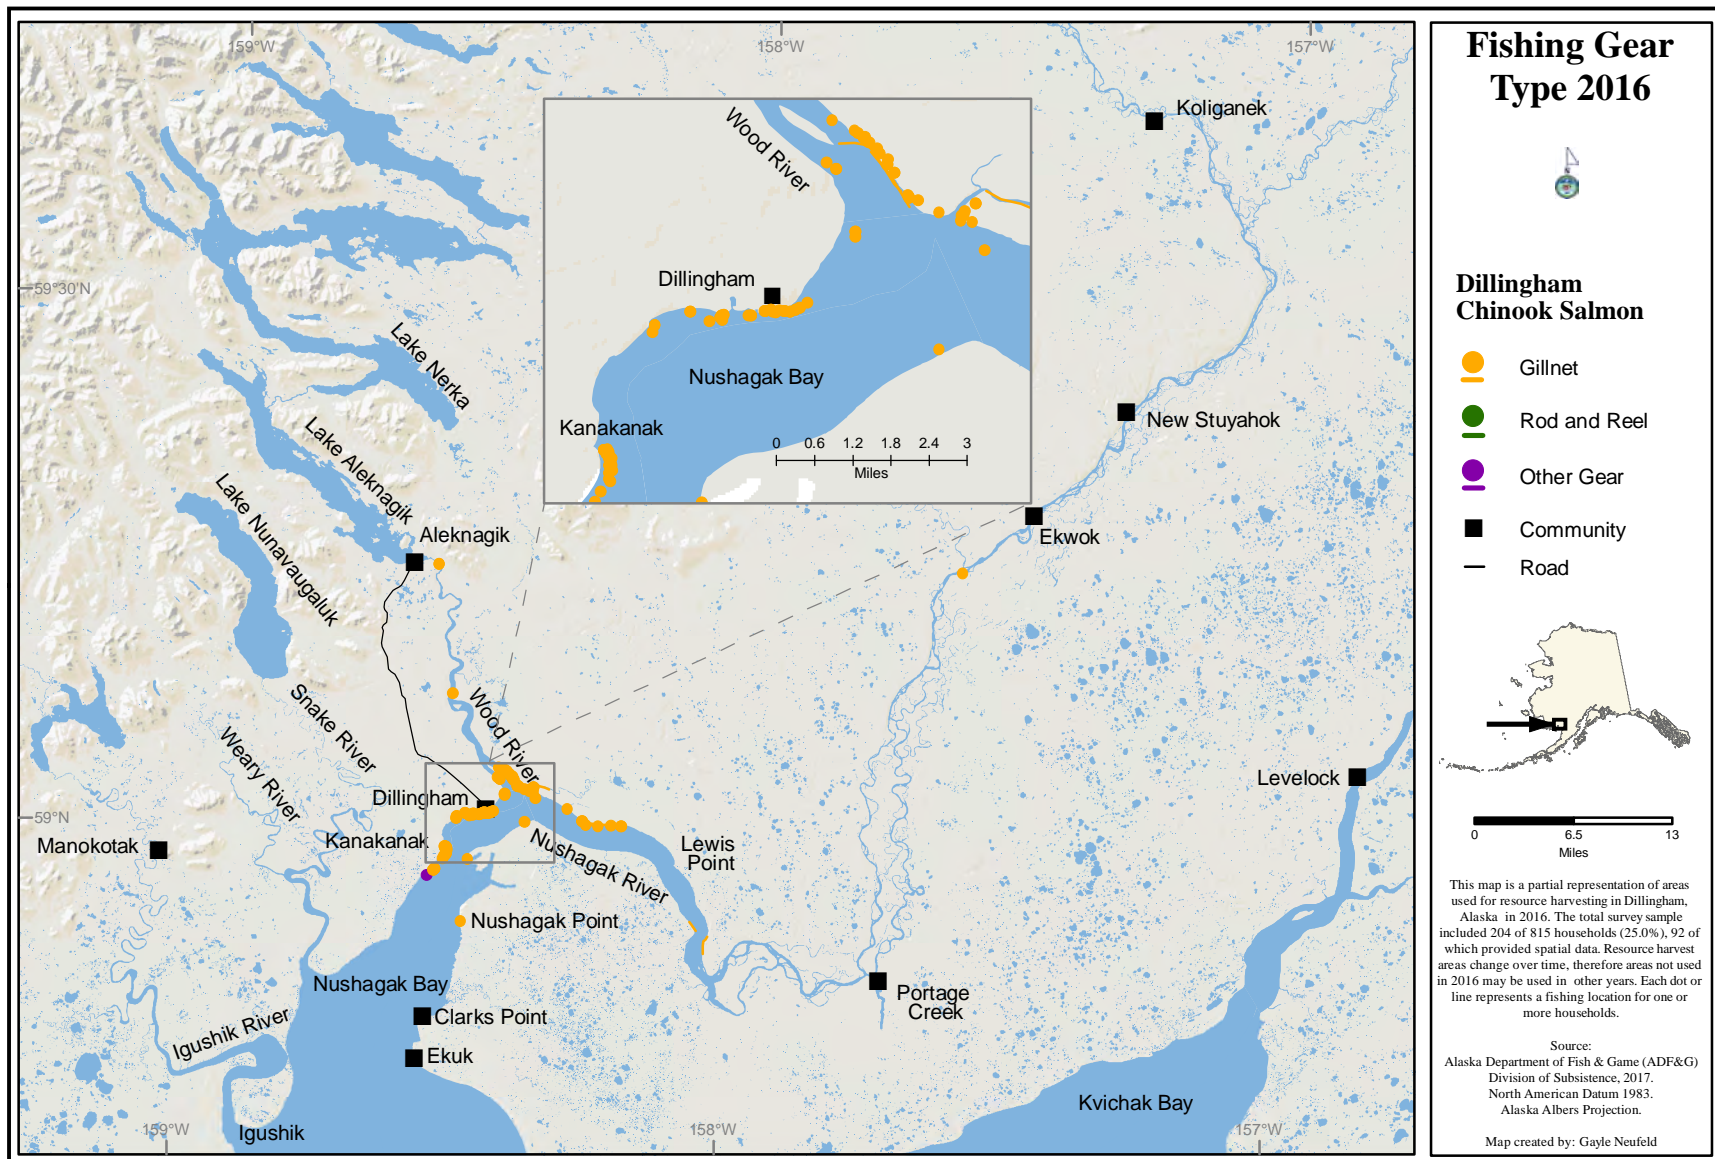 159°W
158°W
157°W
Koliganek
Wood River
59°30'N
Dillingham
Lake Nerka
Nushagak Bay
New Stuyahok
Kanakanak
0 0.6 1.2 1.8 2.4 3
Miles
Lake Aleknagik
Lake Nunavaugaluk
Aleknagik
Ekwok
Snake River
Weary River
Wood River
Levelock
Dillingham
59°N
Manokotak
Kanakanak
Nushagak River
Lewis
Point
Nushagak Point
Nushagak Bay
Portage
Creek
Clarks Point
Igushik River
Ekuk
Kvichak Bay
Igushik
159°W
158°W
157°W
Fishing Gear
Type 2016
Dillingham
Chinook Salmon
Gillnet
Rod and Reel
Other Gear
Community
Road
0 6.5 13
Miles
This map is a partial representation of areas
used for resource harvesting in Dillingham,
Alaska in 2016. The total survey sample
included 204 of 815 households (25.0%), 92 of
which provided spatial data. Resource harvest
areas change over time, therefore areas not used
in 2016 may be used in other years. Each dot or
line represents a fishing location for one or
more households.
Source:
Alaska Department of Fish & Game (ADF&G)
Division of Subsistence, 2017.
North American Datum 1983.
Alaska Albers Projection.
Map created by: Gayle Neufeld